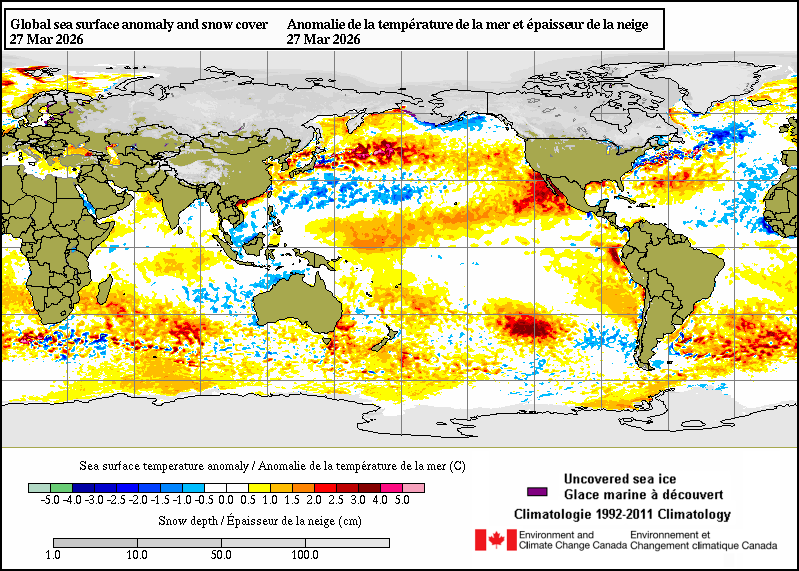 Global sea surface anomaly and snow cover
27 Mar 2026
Anomalie de la température de la mer et épaisseur de la neige
27 Mar 2026
Sea surface temperature anomaly / Anomalie de la température de la mer (C)
-5.0 -4.0 -3.0 -2.5 -2.0 -1.5 -1.0 -0.5 0.0 0.5 1.0 1.5 2.0 2.5 3.0 4.0 5.0
Snow depth / Épaisseur de la neige (cm)
1.0 10.0 50.0 100.0
Uncovered sea ice
Glace marine à découvert
Climatologie 1992-2011 Climatology
Environment and
Climate Change Canada
Environnement et
Changement climatique Canada